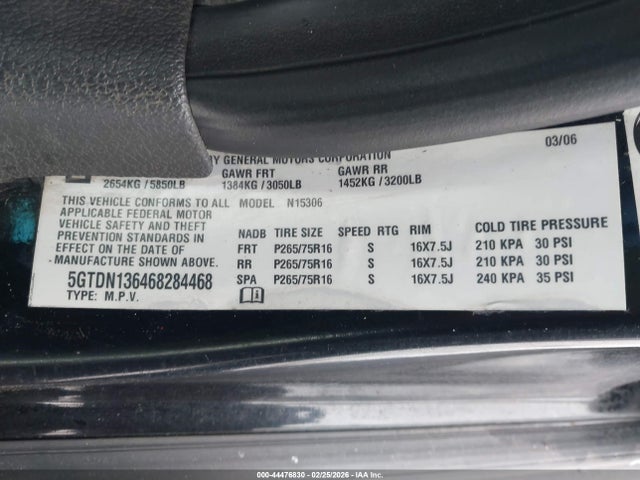 GENERAL MOTORS CORPORATION 03/06
GAWR FRT GAWR RR
2654KG / 5850LB 1384KG / 3050LB 1452KG / 3200LB
THIS VEHICLE CONFORMS TO ALL MODEL N15306
APPLICABLE FEDERAL MOTOR
VEHICLE SAFETY AND THEFT
PREVENTION STANDARDS IN
EFFECT ON THE DATE OF
MANUFACTURE SHOWN ABOVE.
5GTDN136468284468
TYPE: M.P.V.
NADB TIRE SIZE SPEED RTG RIM COLD TIRE PRESSURE
FRT P265/75R16 S 16X7.5J 210 KPA 30 PSI
RR P265/75R16 S 16X7.5J 210 KPA 30 PSI
SPA P265/75R16 S 16X7.5J 240 KPA 35 PSI
000-44476830 - 02/25/2026 - IAAI, Inc.